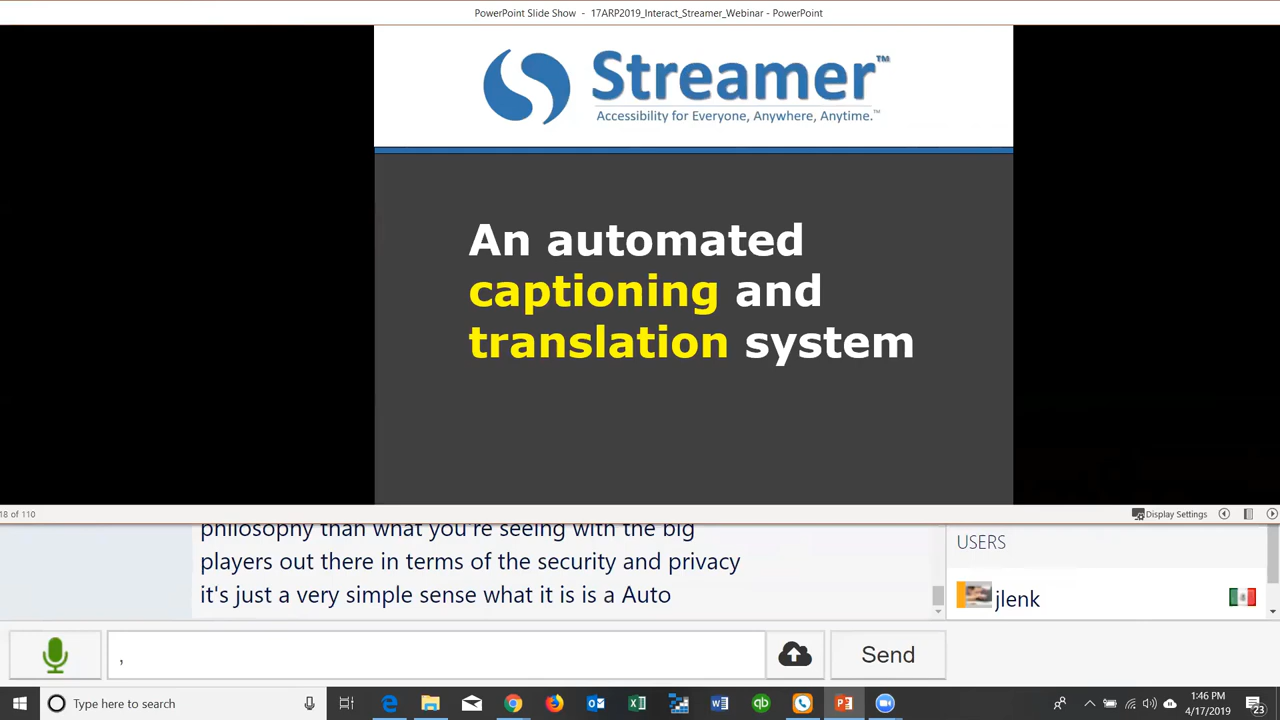 PowerPoint Slide Show - 17ARP2019_Interact_Streamer_Webinar - PowerPoint
Streamer™
Accessibility for Everyone, Anywhere, Anytime.™
An automated
captioning and
translation system
18 of 110
Display Settings
philosophy than what you're seeing with the big
players out there in terms of the security and privacy
it's just a very simple sense what it is is a Auto
USERS
jlenk
,
Send
Type here to search
1:46 PM
4/17/2019
23